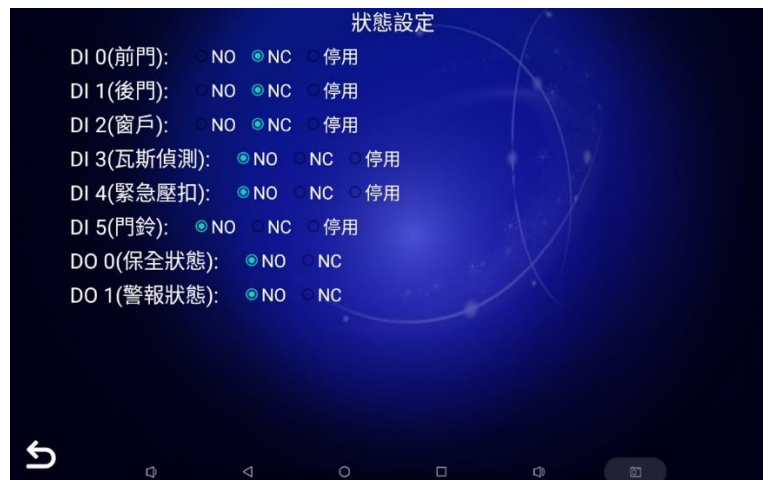 狀態設定
DI 0(前門): NO NC 停用
DI 1(後門): NO NC 停用
DI 2(窗戶): NO NC 停用
DI 3(瓦斯偵測): NO NC 停用
DI 4(緊急壓扣): NO NC 停用
DI 5(門鈴): NO NC 停用
DO 0(保全狀態): NO NC
DO 1(警報狀態): NO NC